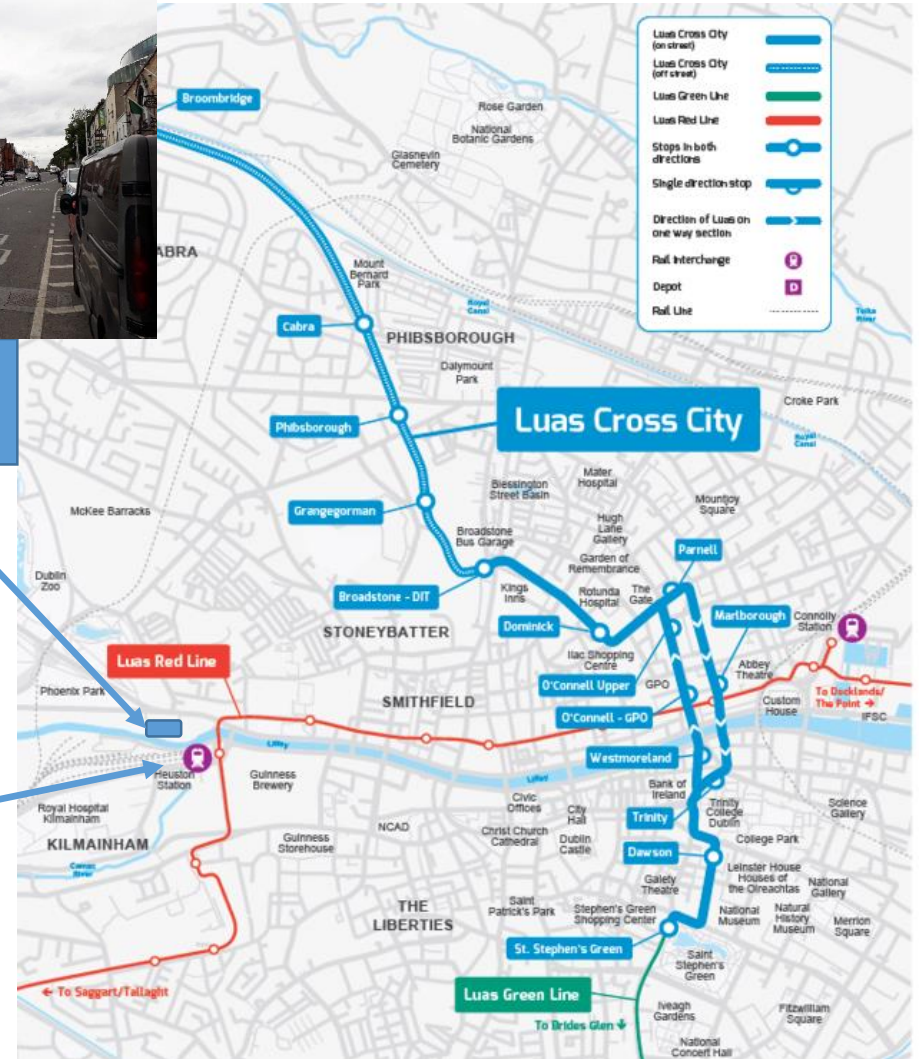 Luas Cross City
(on street)
Luas Cross City
(off street)
Luas Green Line
Luas Red Line
Stops in both
directions
Single direction stop
Direction of Luas on
one way section
Rail Interchange
Depot
D
Rail Line
Broombridge
Rose Garden
National
Botanic Gardens
Glasnevin
Cemetery
ABRA
Mount
Bernard
Park
Royal
Canal
Tolka
River
Cabra
PHIBSBOROUGH
Dalymount
Park
Croke Park
Phibsborough
Luas Cross City
Royal
Canal
McKee Barracks
Grangegorman
Blessington
Street Basin
Mater
Hospital
Mountjoy
Square
Hugh
Lane
Gallery
Broadstone
Bus Garage
Garden of
Remembrance
Parnell
Dublin
Zoo
Broadstone - DIT
Kings
Inns
Rotunda
Hospital
The
Gate
Marlborough
Connolly
Station
STONEYBATTER
Dominick
Ilac Shopping
Centre
Abbey
Theatre
Luas Red Line
O'Connell Upper
GPO
To Docklands/
The Point →
Phoenix Park
SMITHFIELD
O'Connell - GPO
Custom
House
IFSC
Liffey
Westmoreland
Heuston
Station
Guinness
Brewery
Liffey
Bank of
Ireland
Royal Hospital
Kilmainham
Civic
Offices
City
Hall
Trinity
Trinity
College
Dublin
Science
Gallery
KILMAINHAM
NCAD
Guinness
Storehouse
Christ Church
Cathedral
Dublin
Castle
College Park
Camac
River
Dawson
Leinster House
Houses of
the Oireachtas
National
Gallery
Gaiety
Theatre
THE
LIBERTIES
Saint
Patrick's Park
Stephen's Green
Shopping Center
National
Museum
Natural
History
Museum
Merrion
Square
St. Stephen's Green
Saint
Stephen's
Green
← To Saggart/Tallaght
Luas Green Line
Iveagh
Gardens
Fitzwilliam
Square
To Brides Glen ↓
National
Concert Hall